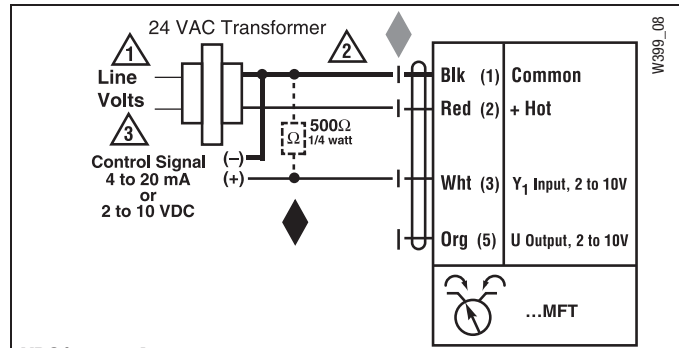 24 VAC Transformer
1
2
Line
Volts
3
Control Signal
4 to 20 mA
or
2 to 10 VDC
(–)
(+)
Ω
500Ω
1/4 watt
Blk (1) Common
Red (2) + Hot
Wht (3) Y1 Input, 2 to 10V
Org (5) U Output, 2 to 10V
...MFT
W399_08